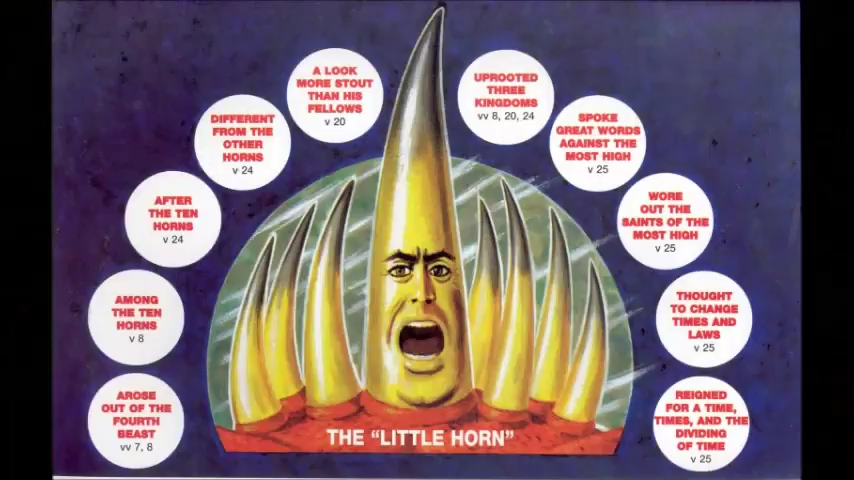 A LOOK
MORE STOUT
THAN HIS
FELLOWS
v 20
UPROOTED
THREE
KINGDOMS
vv 8, 20, 24
DIFFERENT
FROM THE
OTHER
HORNS
v 24
SPOKE
GREAT WORDS
AGAINST THE
MOST HIGH
v 25
AFTER
THE TEN
HORNS
v 24
WORE
OUT THE
SAINTS OF THE
MOST HIGH
v 25
AMONG
THE TEN
HORNS
v 8
THOUGHT
TO CHANGE
TIMES AND
LAWS
v 25
AROSE
OUT OF THE
FOURTH
BEAST
vv 7, 8
REIGNED
FOR A TIME,
TIMES, AND THE
DIVIDING
OF TIME
v 25
THE "LITTLE HORN"